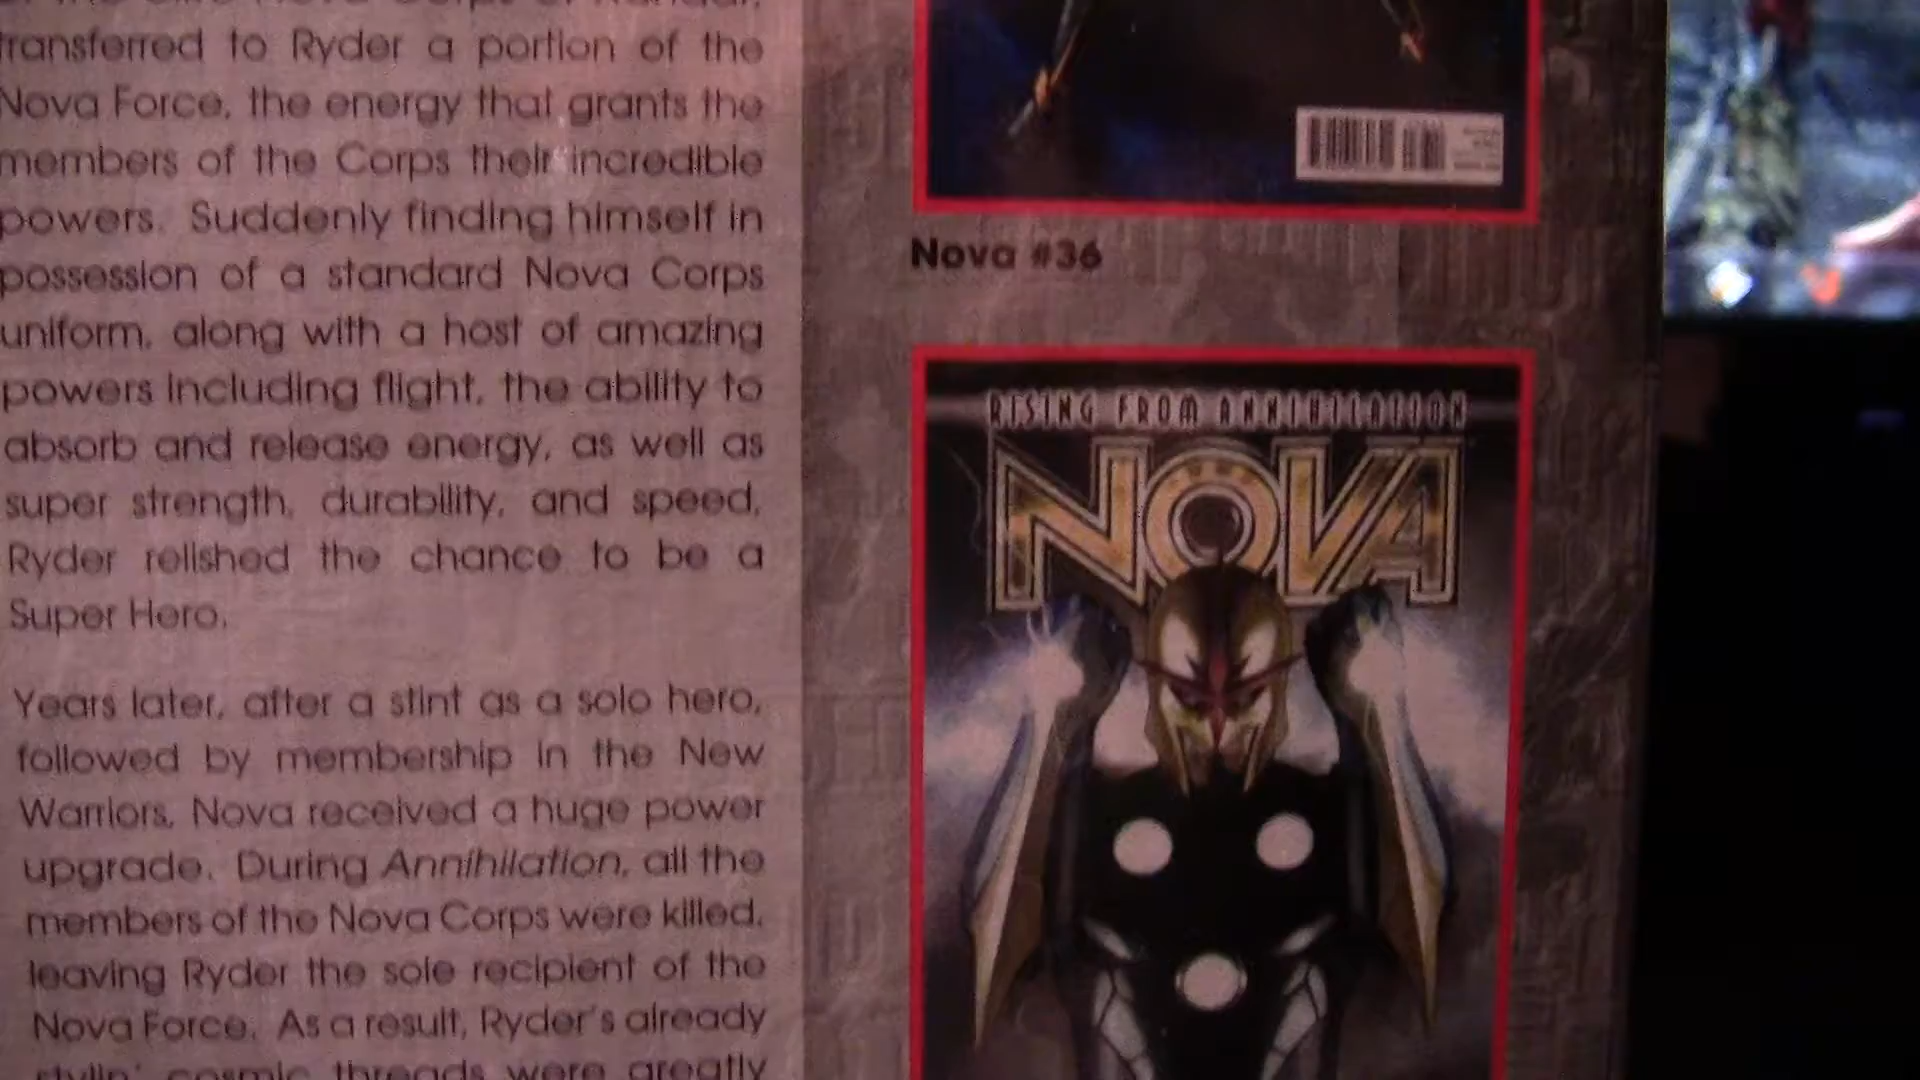 transferred to Ryder a portion of the
Nova Force, the energy that grants the
members of the Corps their incredible
powers. Suddenly finding himself in
possession of a standard Nova Corps
uniform, along with a host of amazing
powers including flight, the ability to
absorb and release energy, as well as
super strength, durability, and speed,
Ryder relished the chance to be a
Super Hero.
Years later, after a stint as a solo hero,
followed by membership in the New
Warriors, Nova received a huge power
upgrade. During Annihilation, all the
members of the Nova Corps were killed,
leaving Ryder the sole recipient of the
Nova Force. As a result, Ryder's already
stylin' cosmic threads were greatly
Nova #36
RISING FROM ANNIHILATION
NOVA